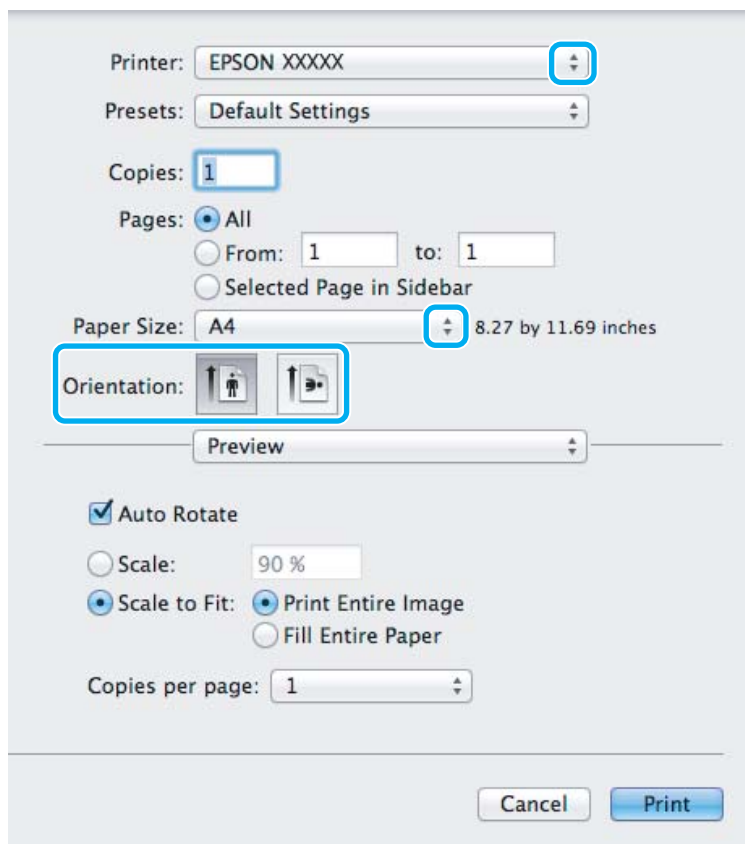 Printer: EPSON XXXXX
Presets: Default Settings
Copies: 1
Pages: All
From: 1 to: 1
Selected Page in Sidebar
Paper Size: A4 8.27 by 11.69 inches
Orientation:
Preview
Auto Rotate
Scale: 90 %
Scale to Fit: Print Entire Image
Fill Entire Paper
Copies per page: 1
Cancel Print